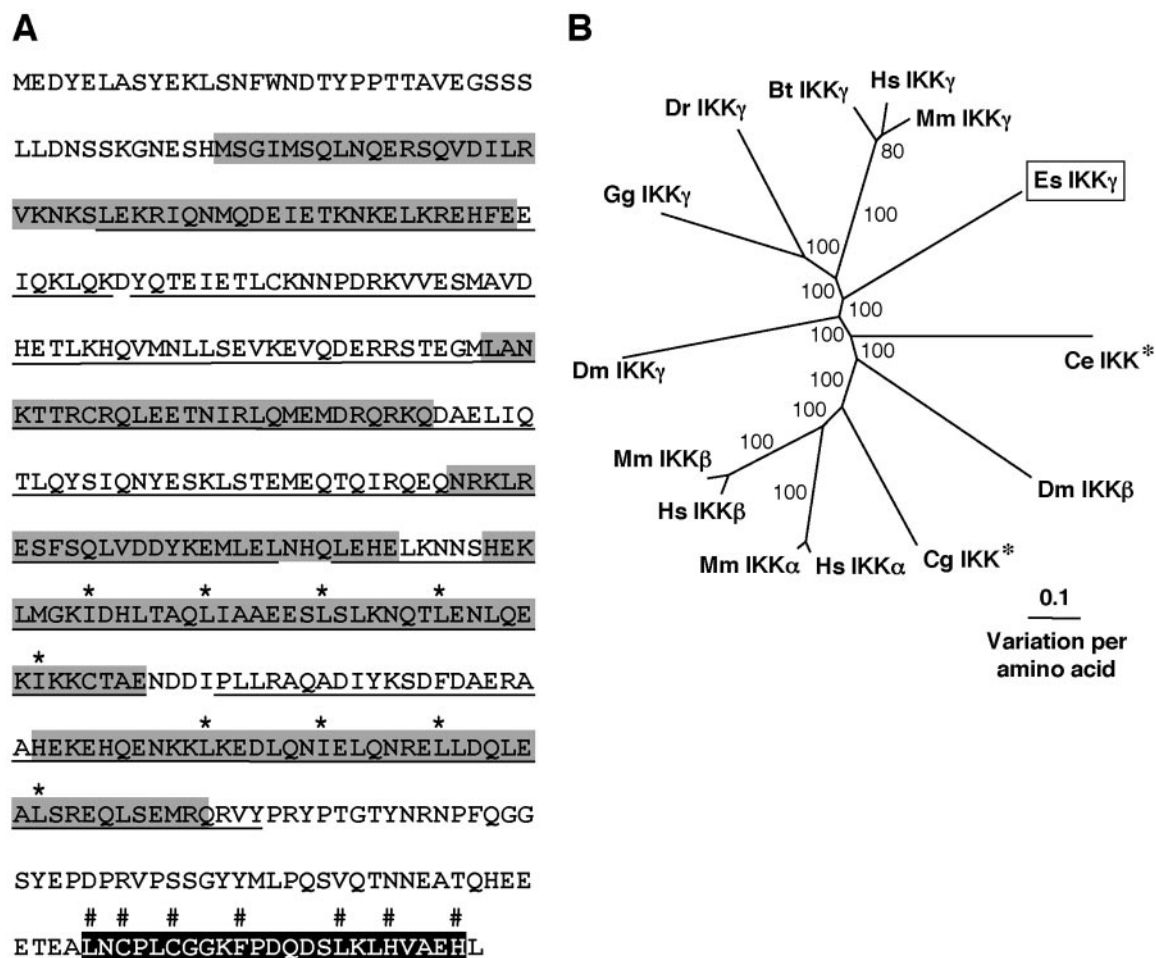 A
MEDYELASYEKLSNFWNDTYPPTTAVEGSSS
LLDNSSKGNESHMSGIMSQLNQERSQVDILR
VKNKSLEKRIQNMQDEIETKNKELKREHFEE
IQKLQKDYQTEIETLCKNNPDRKVVESMAVD
HETLKHQVMNLLSEVKEVQDERRSTEGMLAN
KTTRCRQLEETNIRLQMEMDRQRKQDAELIQ
TLQYSIQNYESKLSTEMEQTQIRQEQNRKLR
ESFSQLVDDYKEMLELNHQLEHELKNNSHEK
* * * *
LMGKIDHLTAQLIAAEESLSLKNQTLENLQE
*
KIKKCTAENDDIPLLRAQADIYKSDFDAERA
* * *
AHEKEHQENKKLKEDLQNIELQNRELLDQLE
*
ALSREQLSEMRQRVYPRYPTGTYNRNPFQGG
SYEPDPRVPSSGYYMLPQSVQTNNEATQHEE
# # # # # # #
ETEALNCPLCGGKFPDQDSLKLHVAEHL
B
Bt IKKγ
Hs IKKγ
Mm IKKγ
Dr IKKγ
80
Es IKKγ
Gg IKKγ
100
100
100
100
100
100
Dm IKKγ
Ce IKK*
100
100
100
Mm IKKβ
Hs IKKβ
100
Dm IKKβ
Mm IKKα
Hs IKKα
Cg IKK*
0.1
Variation per
amino acid